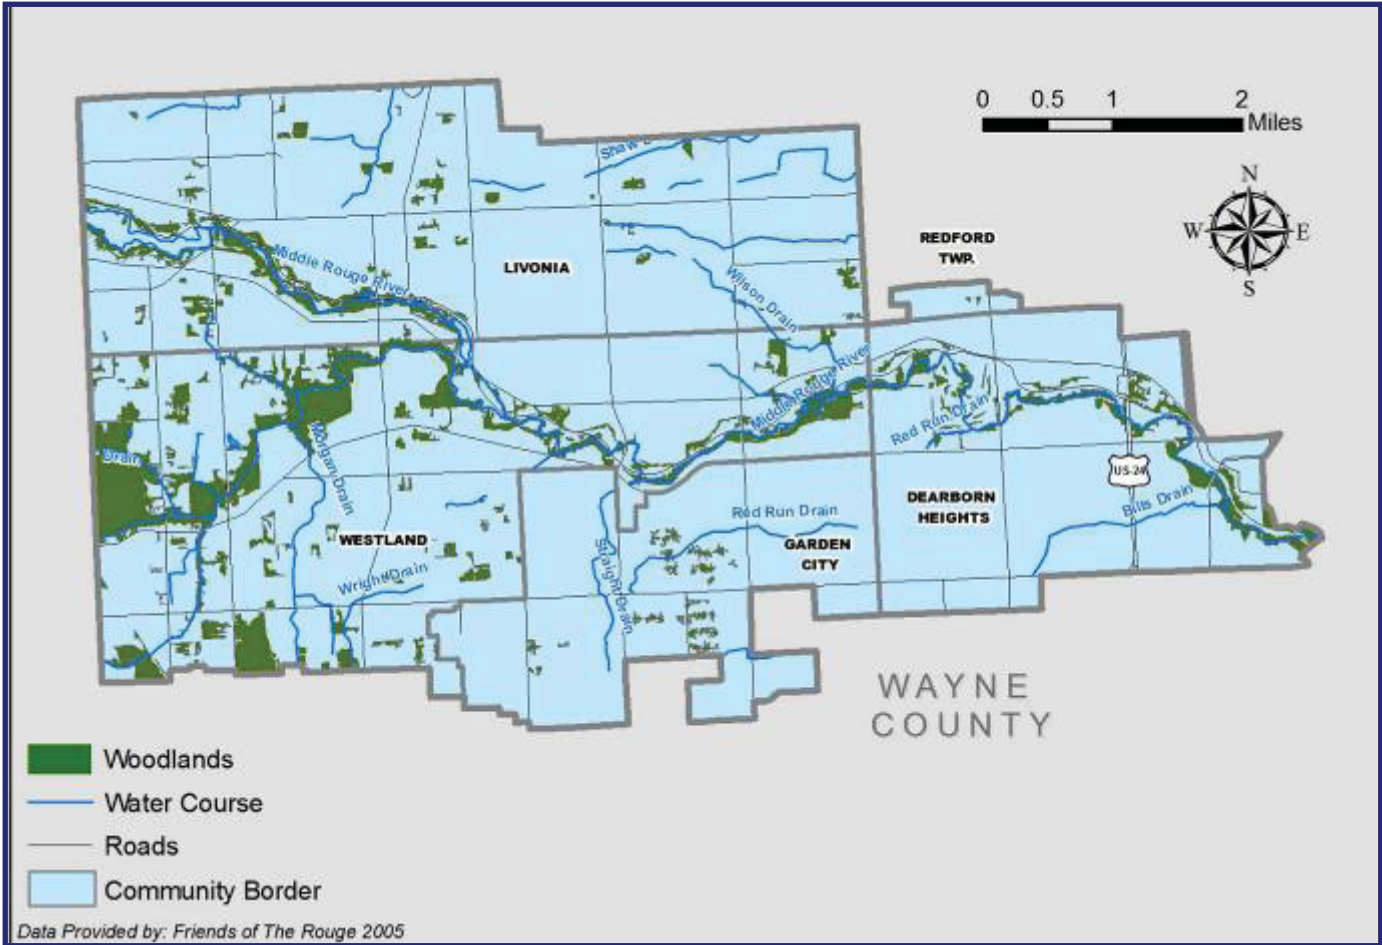 0 0.5 1 2
Miles
N
W E
S
REDFORD
TWP.
Shaw
LIVONIA
Middle Rouge River
Wilson Drain
Middle Rouge River
Red Run Drain
Drain
Morgan Drain
US-24
DEARBORN
HEIGHTS
Bills Drain
Red Run Drain
WESTLAND
GARDEN
CITY
Straight Drain
Wright Drain
WAYNE
COUNTY
Woodlands
Water Course
Roads
Community Border
Data Provided by: Friends of The Rouge 2005